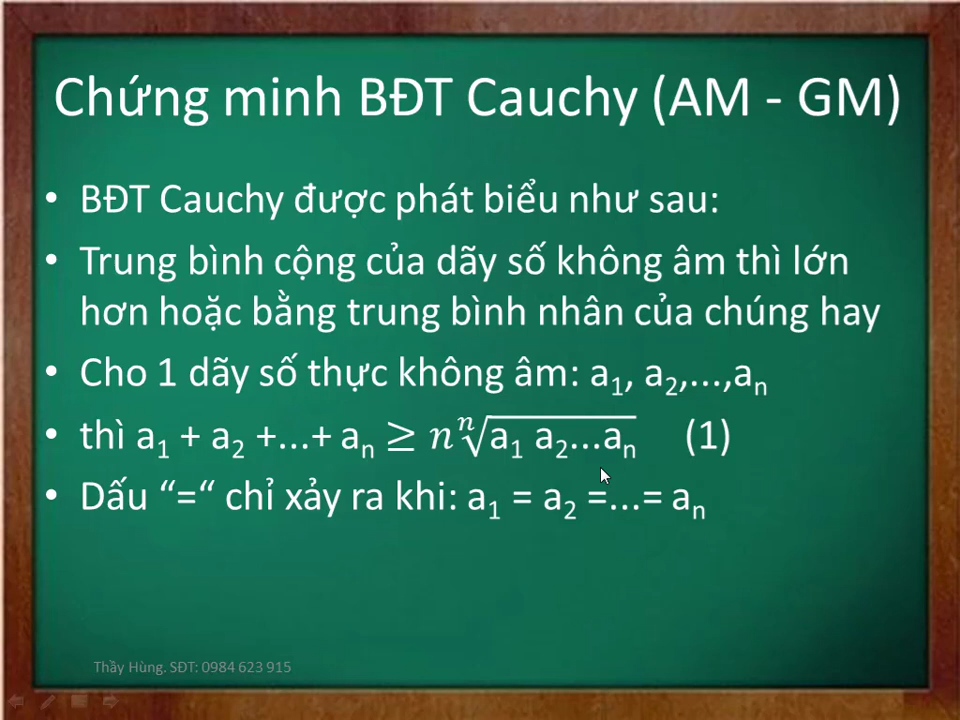 Chứng minh BĐT Cauchy (AM - GM)
• BĐT Cauchy được phát biểu như sau:
• Trung bình cộng của dãy số không âm thì lớn
hơn hoặc bằng trung bình nhân của chúng hay
• Cho 1 dãy số thực không âm: a₁, a₂,...,aₙ
• thì a₁ + a₂ +...+ aₙ ≥ n ⁿ√(a₁ a₂...aₙ) (1)
• Dấu “=“ chỉ xảy ra khi: a₁ = a₂ =...= aₙ
Thầy Hùng. SĐT: 0984 623 915